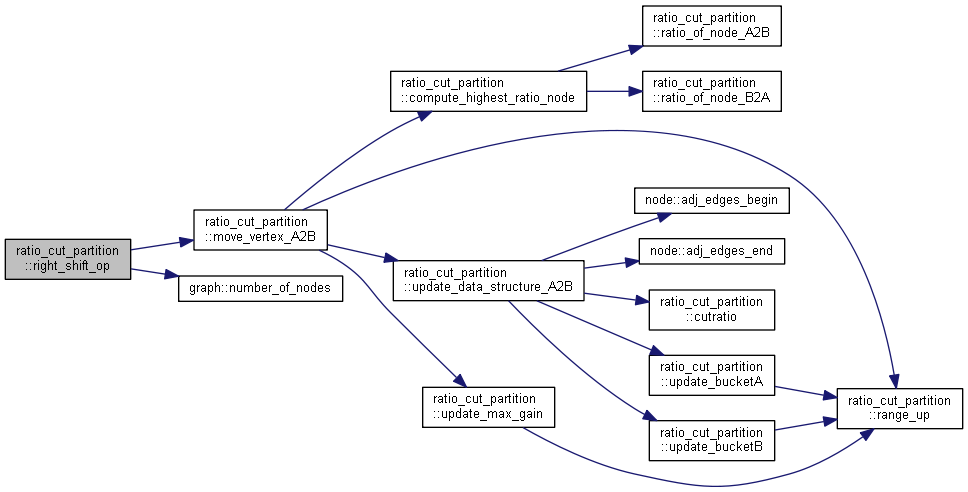 ratio_cut_partition
::ratio_of_node_A2B
ratio_cut_partition
::compute_highest_ratio_node
ratio_cut_partition
::ratio_of_node_B2A
node::adj_edges_begin
ratio_cut_partition
::move_vertex_A2B
ratio_cut_partition
::right_shift_op
node::adj_edges_end
ratio_cut_partition
::update_data_structure_A2B
graph::number_of_nodes
ratio_cut_partition
::cutratio
ratio_cut_partition
::update_bucketA
ratio_cut_partition
::update_max_gain
ratio_cut_partition
::range_up
ratio_cut_partition
::update_bucketB